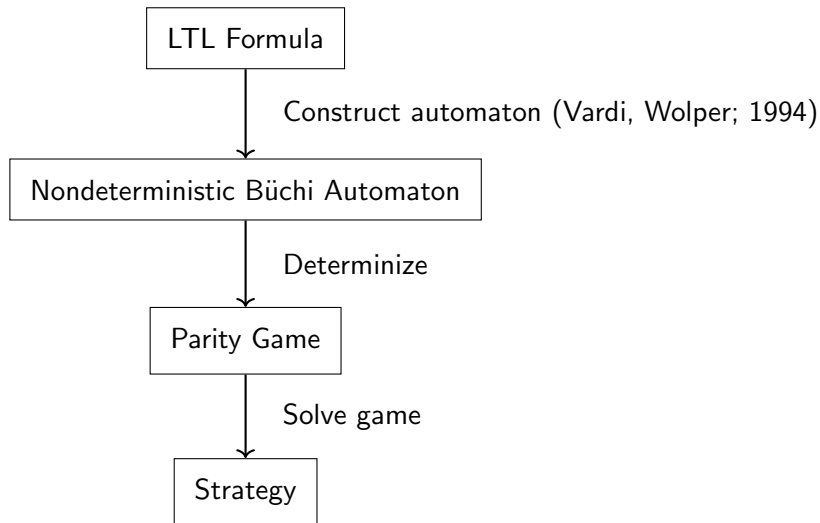 LTL Formula
Construct automaton (Vardi, Wolper; 1994)
Nondeterministic Büchi Automaton
Determinize
Parity Game
Solve game
Strategy